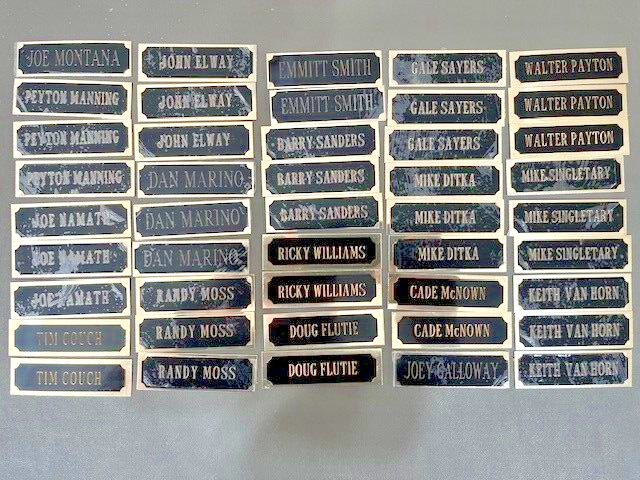 JOE MONTANA
JOHN ELWAY
EMMITT SMITH
GALE SAYERS
WALTER PAYTON
PEYTON MANNING
JOHN ELWAY
EMMITT SMITH
GALE SAYERS
WALTER PAYTON
PEYTON MANNING
JOHN ELWAY
BARRY SANDERS
GALE SAYERS
WALTER PAYTON
PEYTON MANNING
DAN MARINO
BARRY SANDERS
MIKE DITKA
MIKE SINGLETARY
JOE NAMATH
DAN MARINO
BARRY SANDERS
MIKE DITKA
MIKE SINGLETARY
JOE NAMATH
DAN MARINO
RICKY WILLIAMS
MIKE DITKA
MIKE SINGLETARY
JOE NAMATH
RANDY MOSS
RICKY WILLIAMS
CADE McNOWN
KEITH VAN HORN
TIM COUCH
RANDY MOSS
DOUG FLUTIE
CADE McNOWN
KEITH VAN HORN
TIM COUCH
RANDY MOSS
DOUG FLUTIE
JOEY GALLOWAY
KEITH VAN HORN